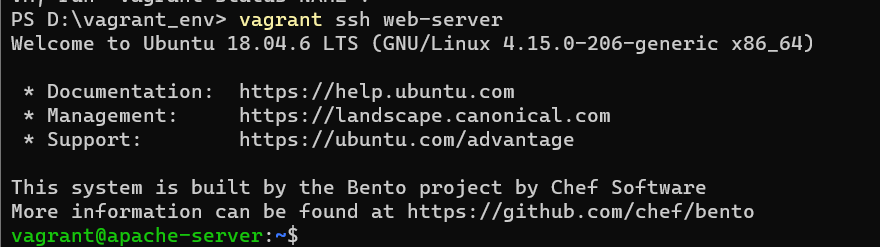 PS D:\vagrant_env> vagrant ssh web-server
Welcome to Ubuntu 18.04.6 LTS (GNU/Linux 4.15.0-206-generic x86_64)
* Documentation: https://help.ubuntu.com
* Management: https://landscape.canonical.com
* Support: https://ubuntu.com/advantage
This system is built by the Bento project by Chef Software
More information can be found at https://github.com/chef/bento
vagrant@apache-server:~$